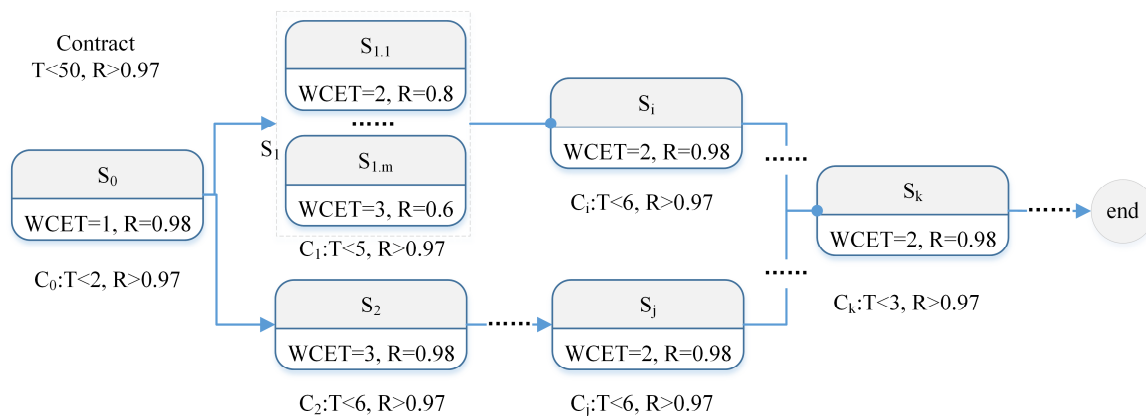 Contract
T<50, R>0.97
S0
WCET=1, R=0.98
C0:T<2, R>0.97
S1
S1.1
WCET=2, R=0.8
......
S1.m
WCET=3, R=0.6
C1:T<5, R>0.97
S2
WCET=3, R=0.98
C2:T<6, R>0.97
......
Si
WCET=2, R=0.98
Ci:T<6, R>0.97
Sj
WCET=2, R=0.98
Cj:T<6, R>0.97
......
......
Sk
WCET=2, R=0.98
Ck:T<3, R>0.97
......
end